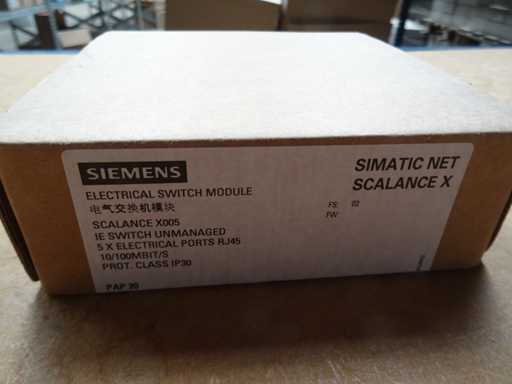 SIEMENS
ELECTRICAL SWITCH MODULE
电气交换机模块
SCALANCE X005
IE SWITCH UNMANAGED
5 X ELECTRICAL PORTS RJ45
10/100MBIT/S
PROT. CLASS IP30
PAP 20
SIMATIC NET
SCALANCE X
FS: 02
FW: